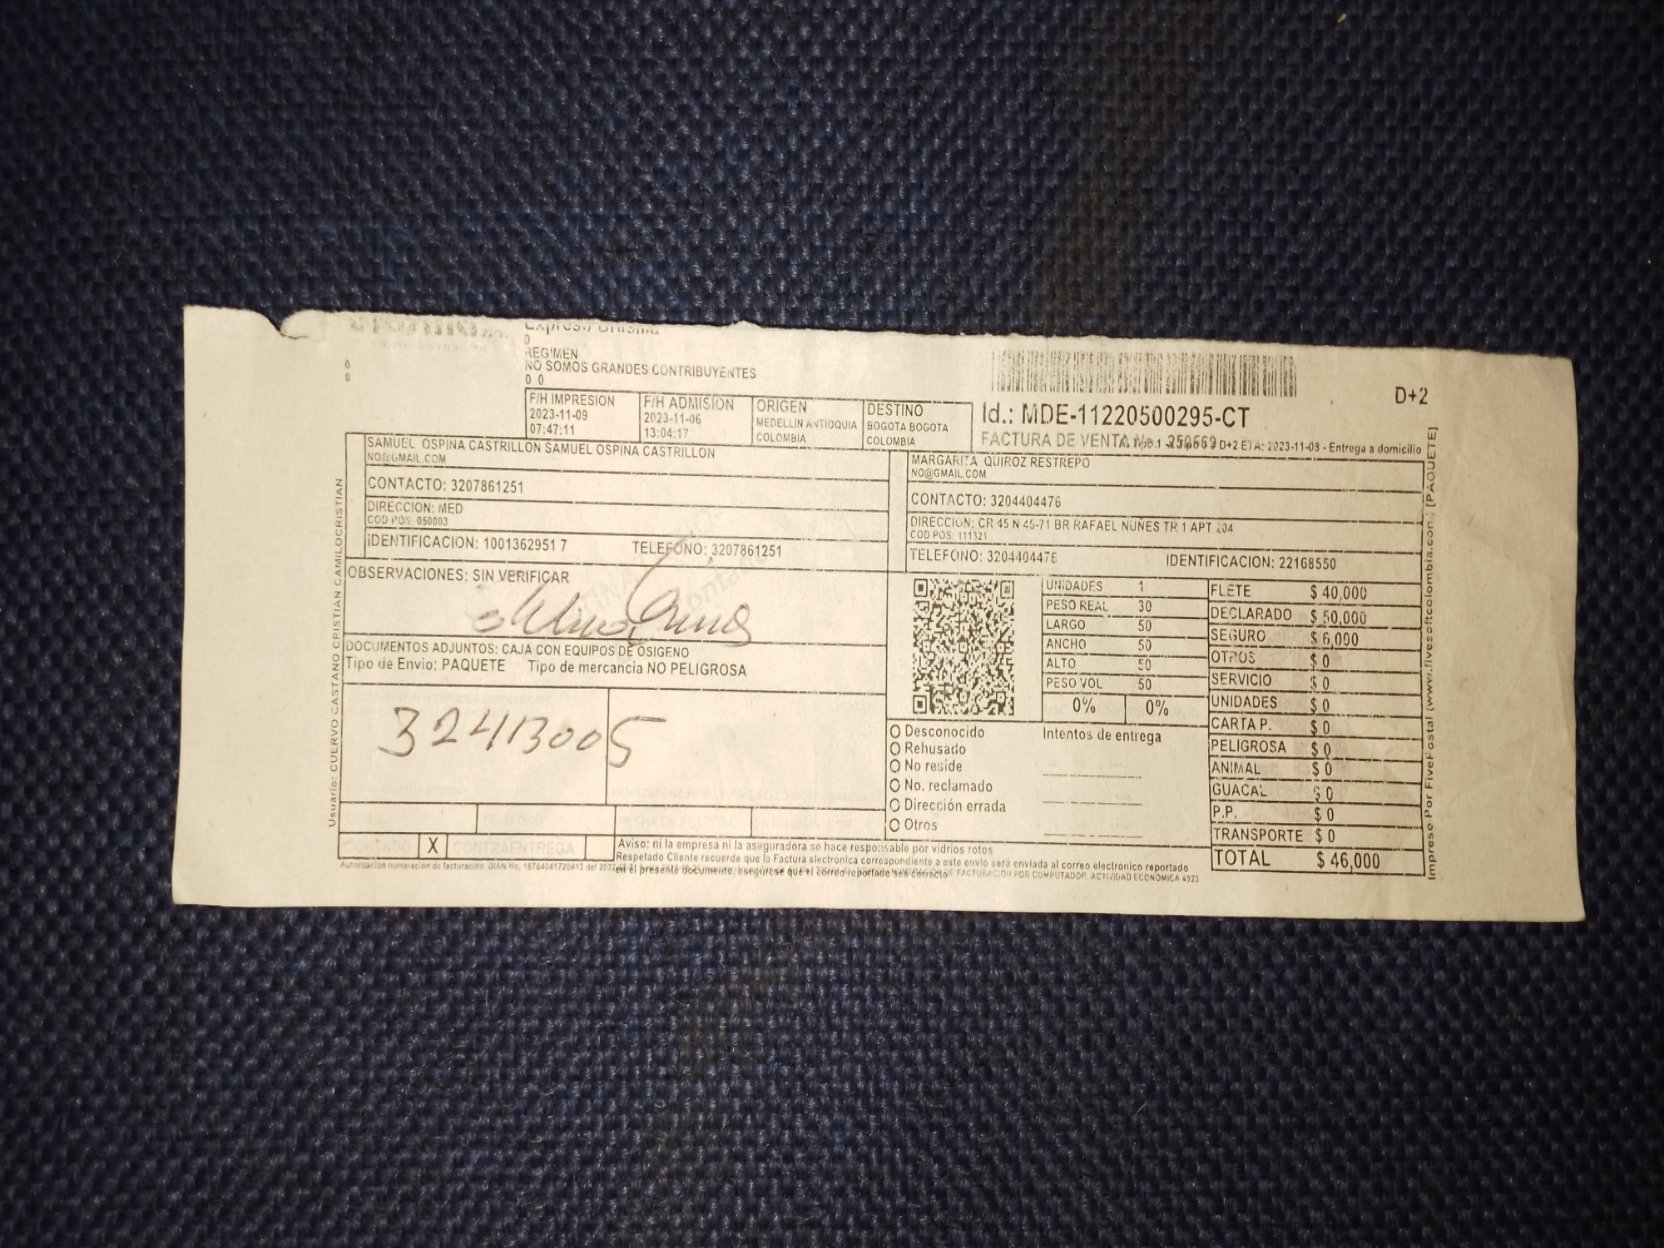 0
REGIMEN
NO SOMOS GRANDES CONTRIBUYENTES
0 0
0
0
D+2
F/H IMPRESION
2023-11-09
07:47:11
F/H ADMISION
2023-11-06
13:04:17
ORIGEN
MEDELLIN ANTIOQUIA
COLOMBIA
DESTINO
BOGOTA BOGOTA
COLOMBIA
Id.: MDE-11220500295-CT
FACTURA DE VENTA D+2 ETA: 2023-11-08 - Entrega a domicilio
SAMUEL OSPINA CASTRILLON SAMUEL OSPINA CASTRILLON
NO@GMAIL.COM
CONTACTO: 3207861251
DIRECCION: MED
COD POS: 050003
IDENTIFICACION: 1001362951 7 TELEFONO: 3207861251
MARGARITA QUIROZ RESTREPO
NO@GMAIL.COM
CONTACTO: 3204404476
DIRECCION: CR 45 N 45-71 BR RAFAEL NUÑES TR 1 APT 204
COD POS: 111321
TELEFONO: 3204404476 IDENTIFICACION: 22168550
OBSERVACIONES: SIN VERIFICAR
DOCUMENTOS ADJUNTOS: CAJA CON EQUIPOS DE OSIGENO
Tipo de Envio: PAQUETE Tipo de mercancia NO PELIGROSA
32413005
UNIDADES 1
PESO REAL 30
LARGO 50
ANCHO 50
ALTO 50
PESO VOL 50
0% 0%
FLETE $ 40,000
DECLARADO $ 50,000
SEGURO $ 6,000
OTROS $ 0
SERVICIO $ 0
UNIDADES $ 0
CARTA P. $ 0
PELIGROSA $ 0
ANIMAL $ 0
GUACAL $ 0
P.P. $ 0
TRANSPORTE $ 0
TOTAL $ 46,000
Desconocido
Rehusado
No reside
No. reclamado
Dirección errada
Otros
Intentos de entrega
CONTADO X CONTRAENTREGA
Aviso: ni la empresa ni la aseguradora se hace responsable por vidrios rotos
Respetado Cliente recuerde que la Factura electronica correspondiente a este envio será enviada al correo electronico reportado
en el presente documento, asegúrese que el correo reportado sea correcto
Usuario: CUERVO CASTANO CRISTIAN CAMILOCRISTIAN
Impreso Por FivePostal (www.fivesoftcolombia.com) [PAQUETE]